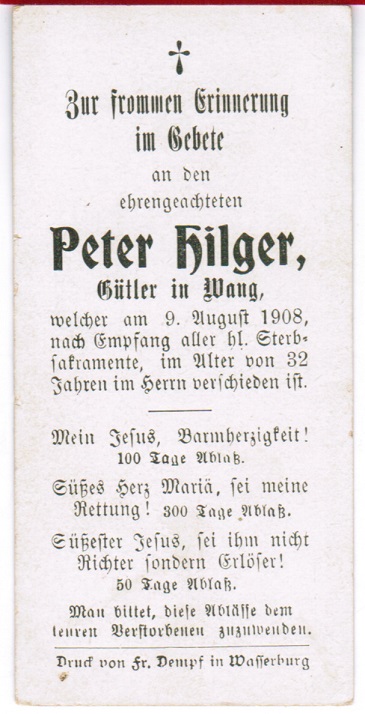 Zur frommen Erinnerung
im Gebete
an den
ehrengeachteten
Peter Hilger,
Gütler in Wang,
welcher am 9. August 1908,
nach Empfang aller hl. Sterb-
sakramente, im Alter von 32
Jahren im Herrn verschieden ist.
Mein Jesus, Barmherzigkeit!
100 Tage Ablaß.
Süßes Herz Mariä, sei meine
Rettung! 300 Tage Ablaß.
Süßester Jesus, sei ihm nicht
Richter sondern Erlöser!
50 Tage Ablaß.
Man bittet, diese Ablässe dem
teuren Verstorbenen zuzuwenden.
Druck von Fr. Dempf in Wasserburg